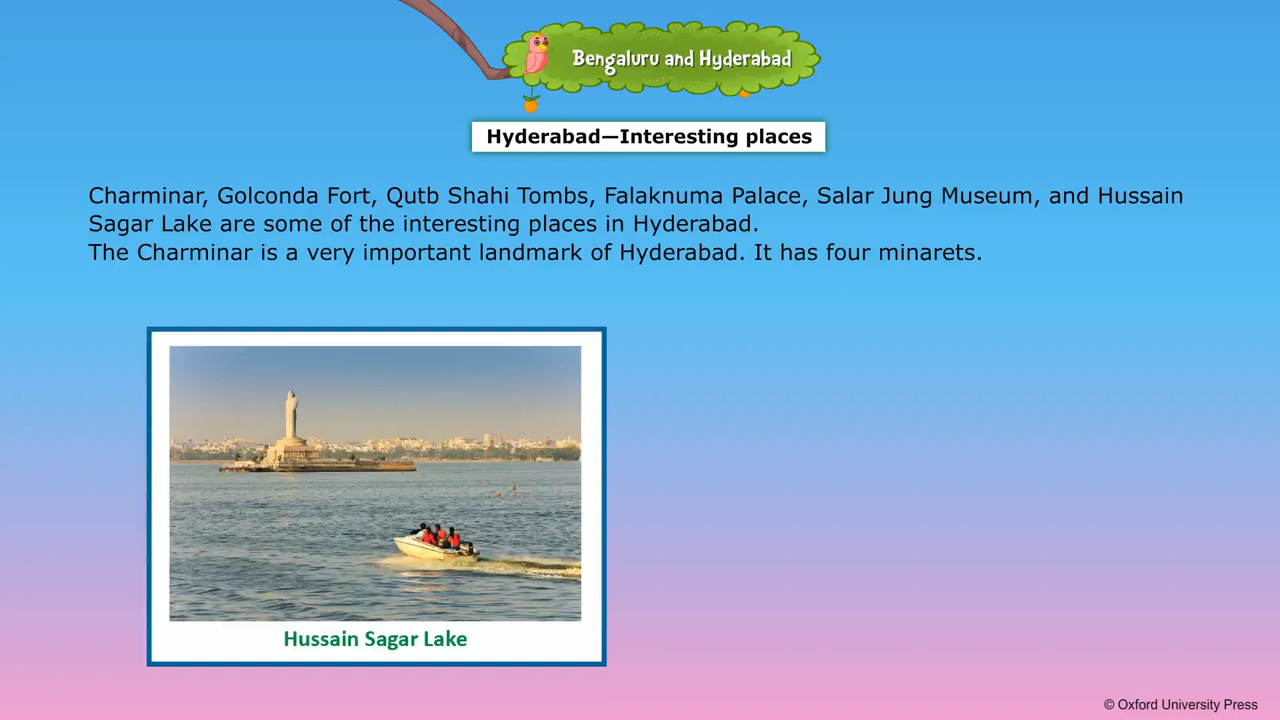 Bengaluru and Hyderabad
Hyderabad—Interesting places
Charminar, Golconda Fort, Qutb Shahi Tombs, Falaknuma Palace, Salar Jung Museum, and Hussain
Sagar Lake are some of the interesting places in Hyderabad.
The Charminar is a very important landmark of Hyderabad. It has four minarets.
Hussain Sagar Lake
© Oxford University Press